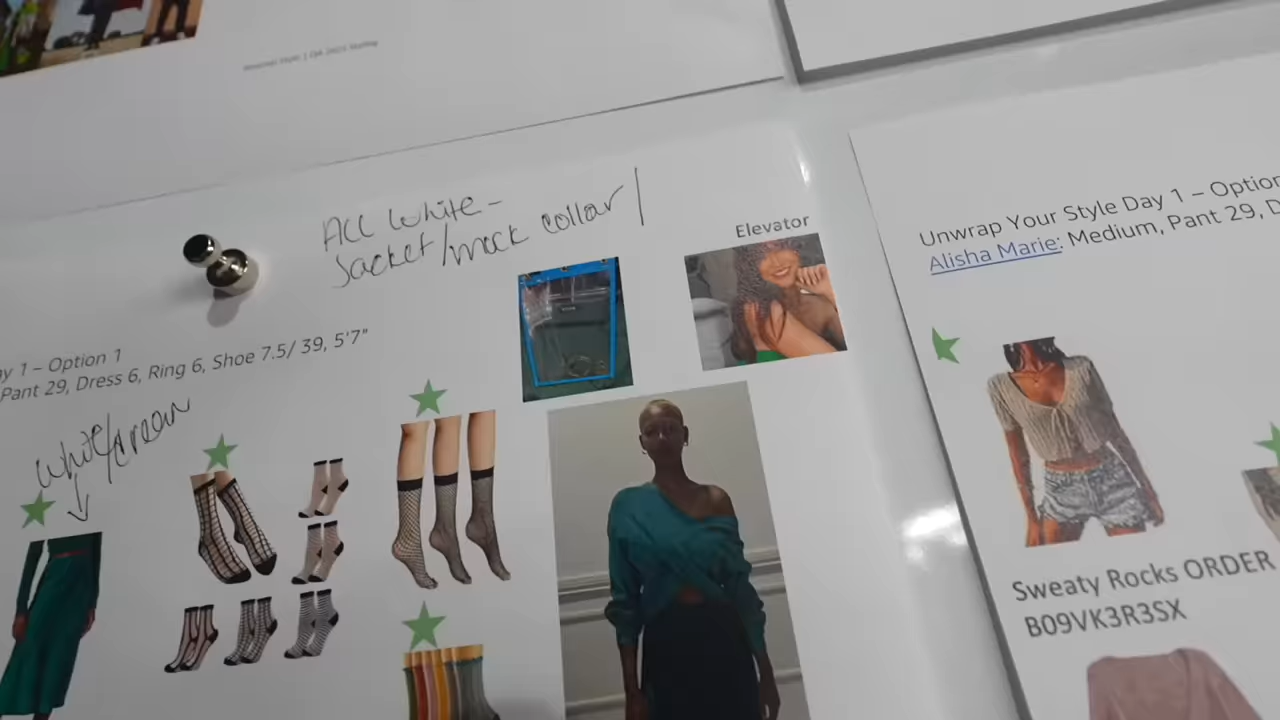 ALL White -
Jacket/mock collar/
Elevator
ay 1 – Option 1
Pant 29, Dress 6, Ring 6, Shoe 7.5/ 39, 5'7"
white/cream
Unwrap Your Style Day 1 – Option
Alisha Marie: Medium, Pant 29, D
Sweaty Rocks ORDER
B09VK3R3SX